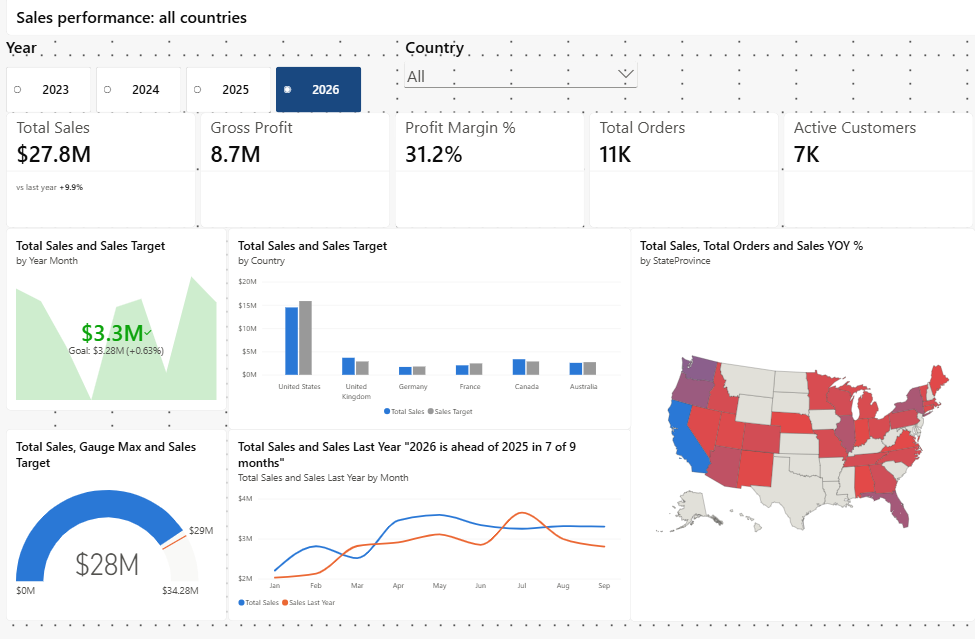 Sales performance: all countries
Year
Country
2023
2024
2025
2026
All
Total Sales
$27.8M
vs last year +9.9%
Gross Profit
8.7M
Profit Margin %
31.2%
Total Orders
11K
Active Customers
7K
Total Sales and Sales Target
by Year Month
$3.3M
Goal: $3.28M (+0.63%)
Total Sales and Sales Target
by Country
$20M
$15M
$10M
$5M
$0M
United States
United
Kingdom
Germany
France
Canada
Australia
Total Sales
Sales Target
Total Sales, Total Orders and Sales YOY %
by StateProvince
Total Sales, Gauge Max and Sales
Target
$29M
$28M
$0M
$34.28M
Total Sales and Sales Last Year "2026 is ahead of 2025 in 7 of 9
months"
Total Sales and Sales Last Year by Month
$4M
$3M
$2M
Jan
Feb
Mar
Apr
May
Jun
Jul
Aug
Sep
Total Sales
Sales Last Year